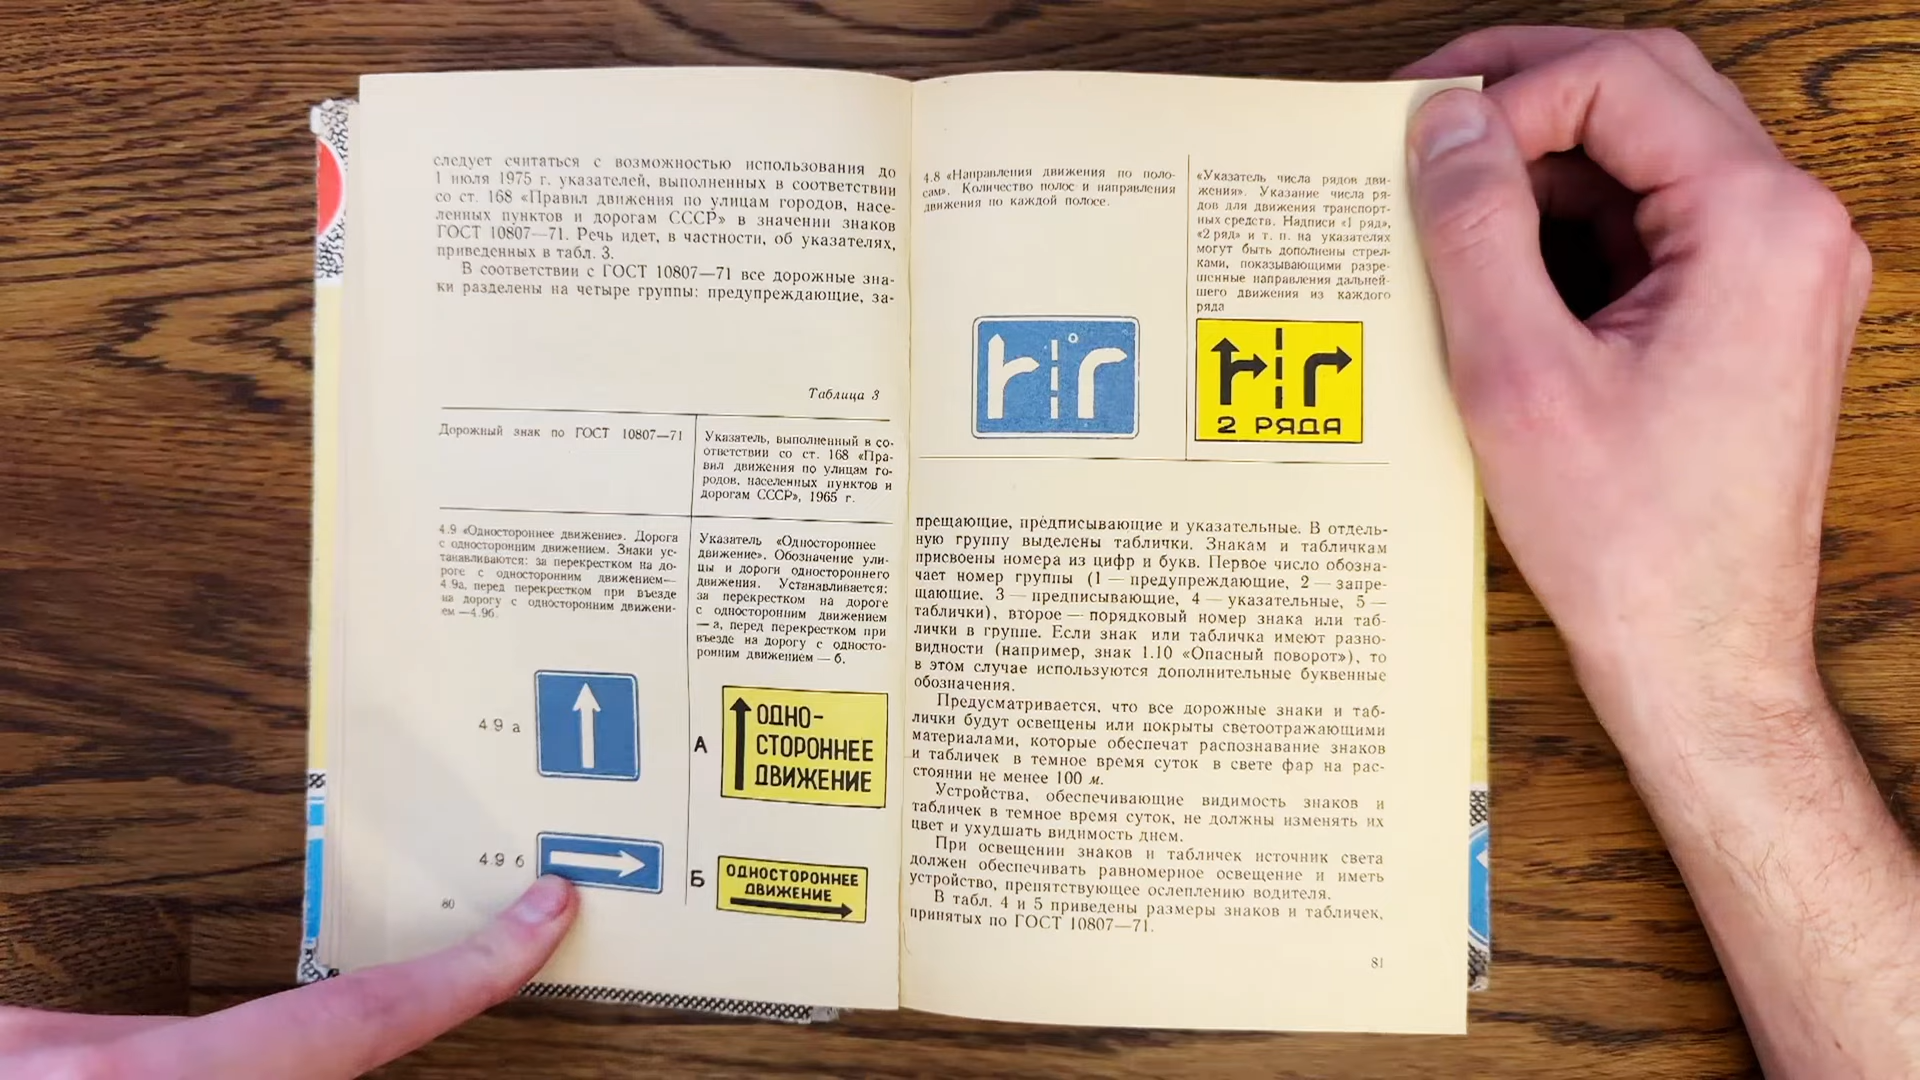 следует считаться с возможностью использования до
1 июля 1975 г. указателей, выполненных в соответствии
со ст. 168 «Правил движения по улицам городов, насе-
ленных пунктов и дорогам СССР» в значении знаков
ГОСТ 10807—71. Речь идет, в частности, об указателях,
приведенных в табл. 3.
В соответствии с ГОСТ 10807—71 все дорожные зна-
ки разделены на четыре группы: предупреждающие, за-
Таблица 3
Дорожный знак по ГОСТ 10807—71
Указатель, выполненный в со-
ответствии со ст. 168 «Пра-
вил движения по улицам го-
родов, населенных пунктов и
дорогам СССР», 1965 г.
4.9 «Одностороннее движение». Дорога
с односторонним движением. Знаки ус-
танавливаются: за перекрестком на до-
роге с односторонним движением—
4.9а, перед перекрестком при въезде
на дорогу с односторонним движени-
ем —4.9б.
Указатель «Одностороннее
движение». Обозначение ули-
цы и дороги одностороннего
движения. Устанавливается:
за перекрестком на дороге
с односторонним движением
— а, перед перекрестком при
въезде на дорогу с односто-
ронним движением — б.
4.9 а
А
ОДНО-
СТОРОННЕЕ
ДВИЖЕНИЕ
4.9 б
Б
ОДНОСТОРОННЕЕ
ДВИЖЕНИЕ
80
4.8 «Направления движения по поло-
сам». Количество полос и направления
движения по каждой полосе.
«Указатель числа рядов дви-
жения». Указание числа ря-
дов для движения транспорт-
ных средств. Надписи «1 ряд»,
«2 ряд» и т. п. на указателях
могут быть дополнены стрел-
ками, показывающими разре-
шенные направления дальней-
шего движения из каждого
ряда
2 РЯДА
прещающие, предписывающие и указательные. В отдель-
ную группу выделены таблички. Знакам и табличкам
присвоены номера из цифр и букв. Первое число обозна-
чает номер группы (1 — предупреждающие, 2 — запре-
щающие, 3 — предписывающие, 4 — указательные, 5 —
таблички), второе — порядковый номер знака или таб-
лички в группе. Если знак или табличка имеют разно-
видности (например, знак 1.10 «Опасный поворот»), то
в этом случае используются дополнительные буквенные
обозначения.
Предусматривается, что все дорожные знаки и таб-
лички будут освещены или покрыты светоотражающими
материалами, которые обеспечат распознавание знаков
и табличек в темное время суток в свете фар на рас-
стоянии не менее 100 м.
Устройства, обеспечивающие видимость знаков и
табличек в темное время суток, не должны изменять их
цвет и ухудшать видимость днем.
При освещении знаков и табличек источник света
должен обеспечивать равномерное освещение и иметь
устройство, препятствующее ослеплению водителя.
В табл. 4 и 5 приведены размеры знаков и табличек,
принятых по ГОСТ 10807—71.
81